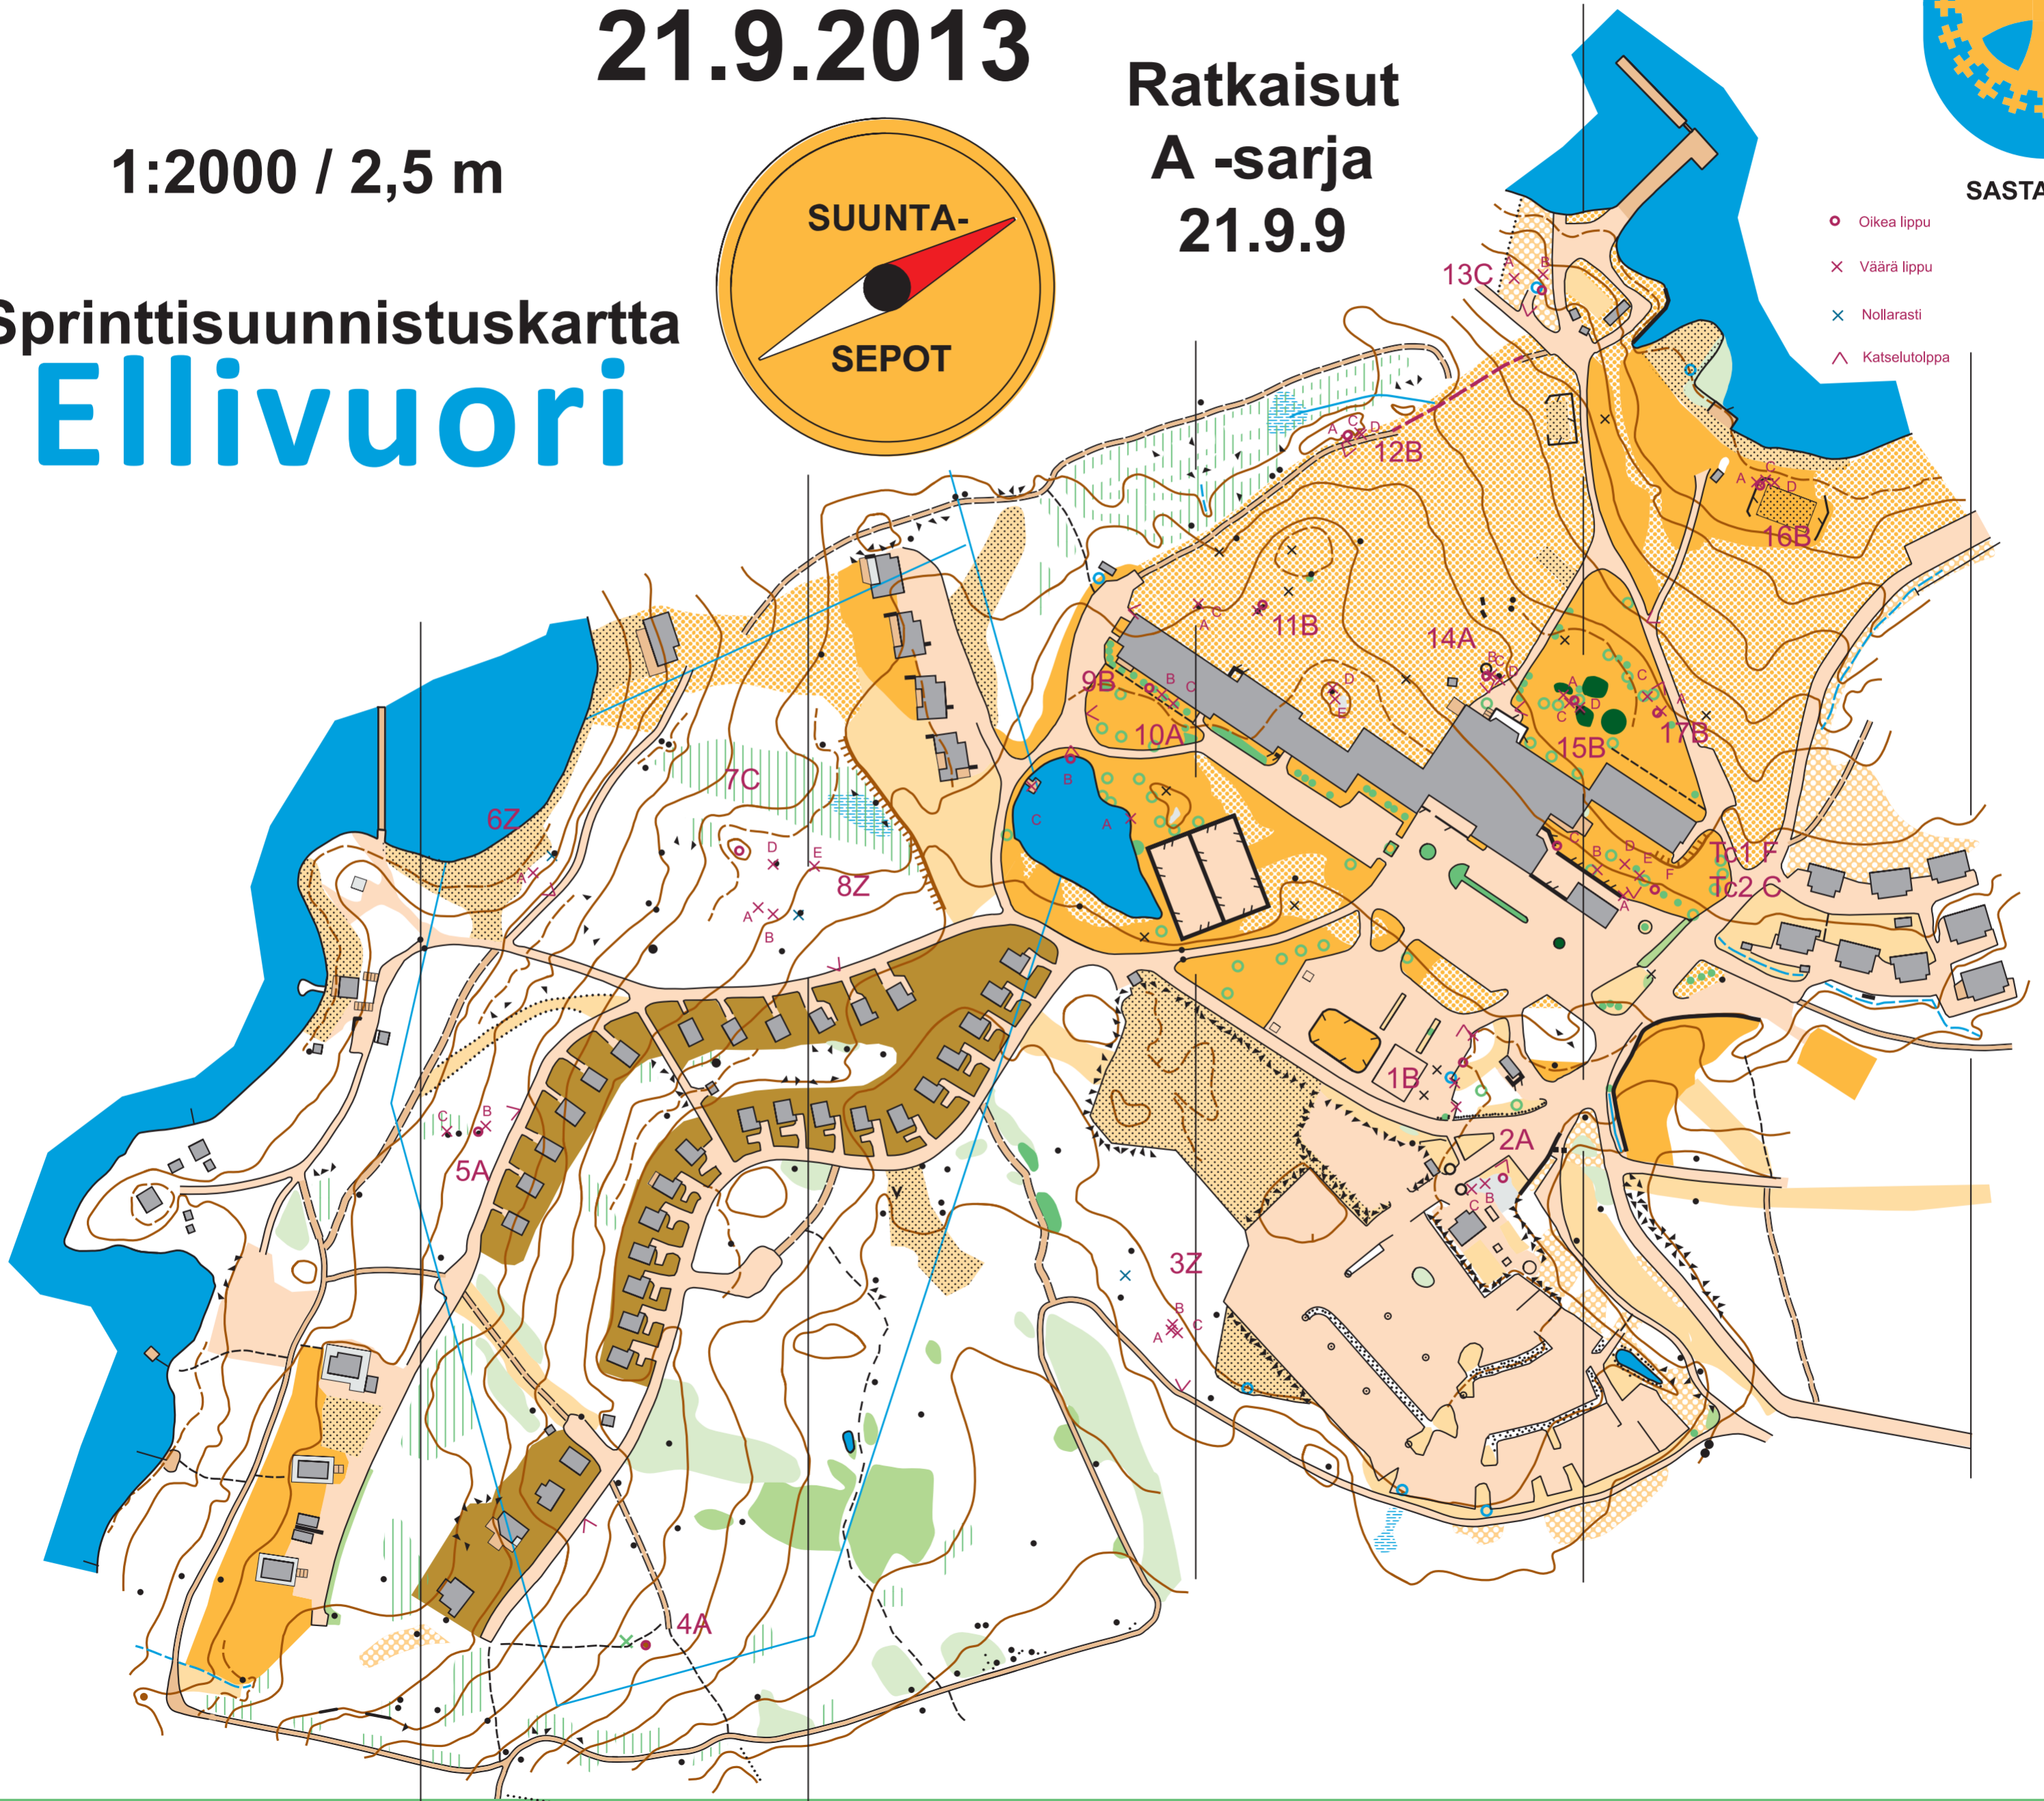 21.9.2013
1:2000 / 2,5 m
Sprinttisuunnistuskartta
Ellivuori
SUUNTA-
SEPOT
Ratkaisut
A -sarja
21.9.9
SASTA
Oikea lippu
Väärä lippu
Nollarasti
Katselutolppa
13C
A B
12B
A C D
16B
A C D
11B
A C
14A
B C D
9B
B C
D
E
10A
15B
A D C
17B
C A
7C
B
C
A
6Z
A
D E
8Z
A
B
Tc1 F
Tc2 C
C B D E F
A
1B
5A
C B
2A
C B
3Z
B
A C
4A